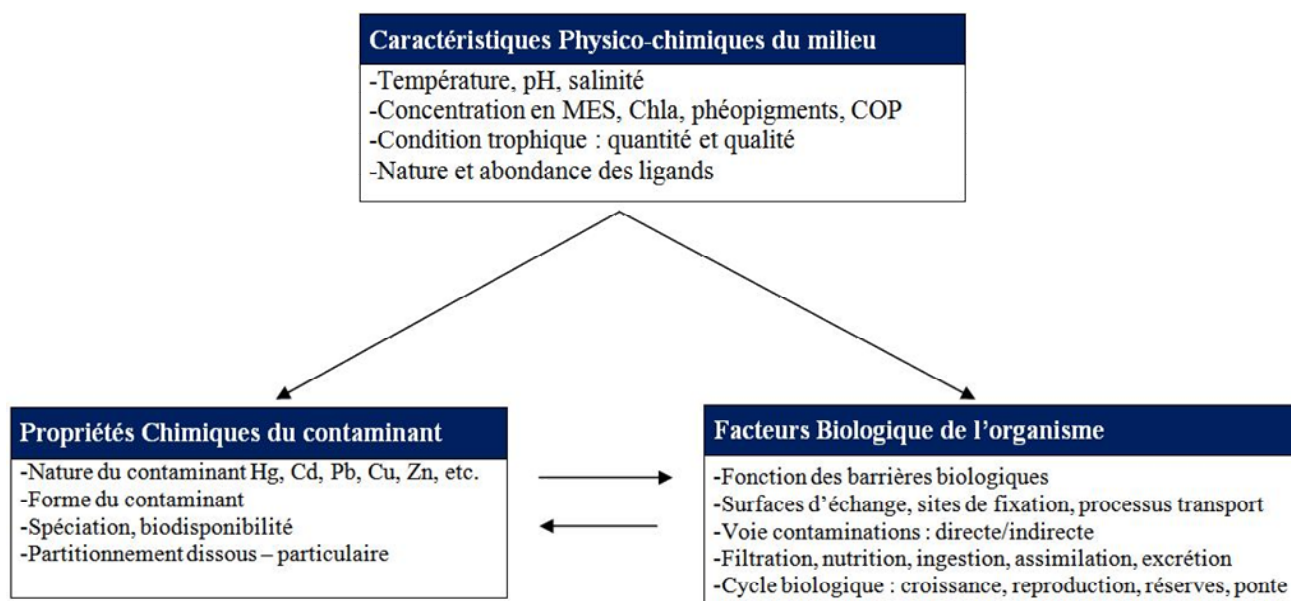 Caractéristiques Physico-chimiques du milieu
-Température, pH, salinité
-Concentration en MES, Chla, phéopigments, COP
-Condition trophique : quantité et qualité
-Nature et abondance des ligands
Propriétés Chimiques du contaminant
-Nature du contaminant Hg, Cd, Pb, Cu, Zn, etc.
-Forme du contaminant
-Spéciation, biodisponibilité
-Partitionnement dissous – particulaire
Facteurs Biologique de l'organisme
-Fonction des barrières biologiques
-Surfaces d'échange, sites de fixation, processus transport
-Voie contaminations : directe/indirecte
-Filtration, nutrition, ingestion, assimilation, excrétion
-Cycle biologique : croissance, reproduction, réserves, ponte